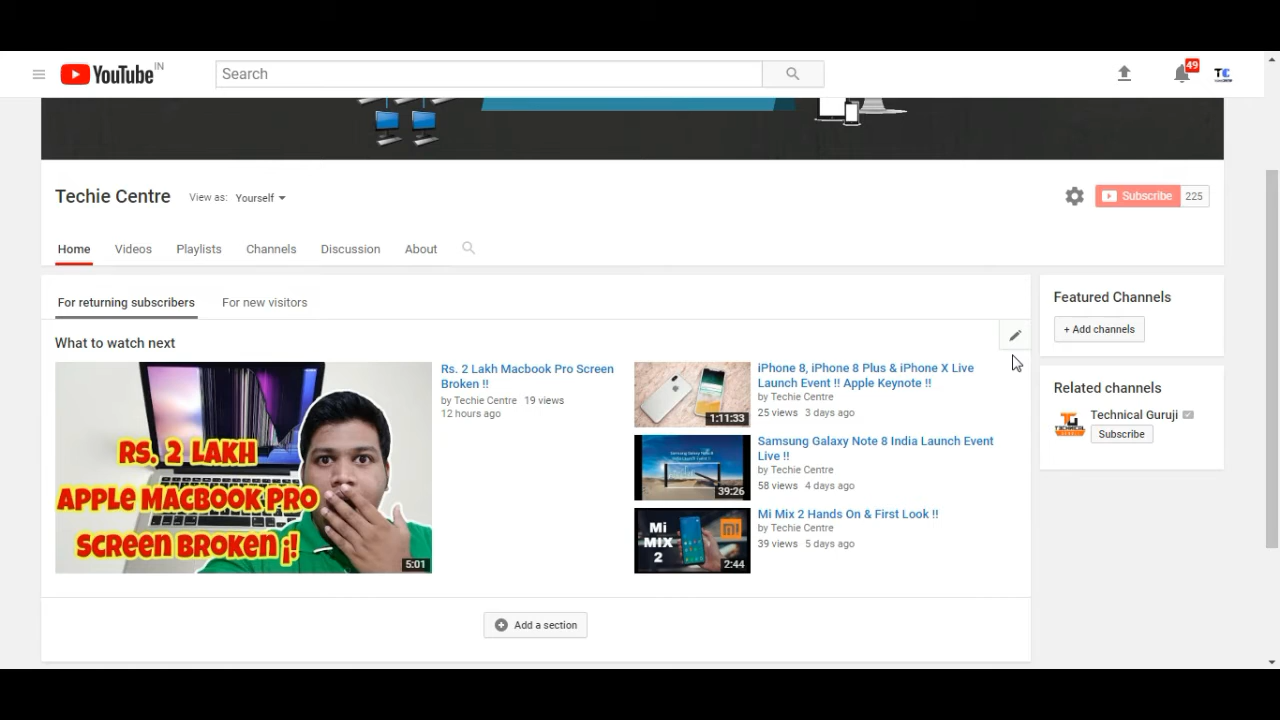 YouTube IN
Search
49
TC
Techie Centre
View as: Yourself
Subscribe 225
Home Videos Playlists Channels Discussion About
For returning subscribers For new visitors
What to watch next
RS. 2 LAKH
APPLE MACBOOK PRO
SCREEN BROKEN ¡!
5:01
Rs. 2 Lakh Macbook Pro Screen
Broken !!
by Techie Centre 19 views
12 hours ago
1:11:33
iPhone 8, iPhone 8 Plus & iPhone X Live
Launch Event !! Apple Keynote !!
by Techie Centre
25 views 3 days ago
39:26
Samsung Galaxy Note 8 India Launch Event
Live !!
by Techie Centre
58 views 4 days ago
Mi
MIX
2
2:44
Mi Mix 2 Hands On & First Look !!
by Techie Centre
39 views 5 days ago
Add a section
Featured Channels
+ Add channels
Related channels
Technical Guruji
Subscribe